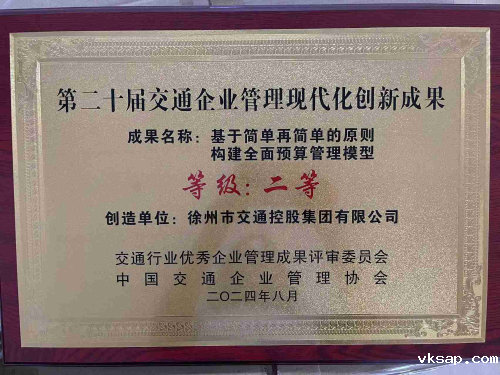 第二十届交通企业管理现代化创新成果
成果名称：基于简单再简单的原则
构建全面预算管理模型
等级：二等
创造单位：徐州市交通控股集团有限公司
交通行业优秀企业管理成果评审委员会
中国交通企业管理协会
二〇二四年八月
vksap.com